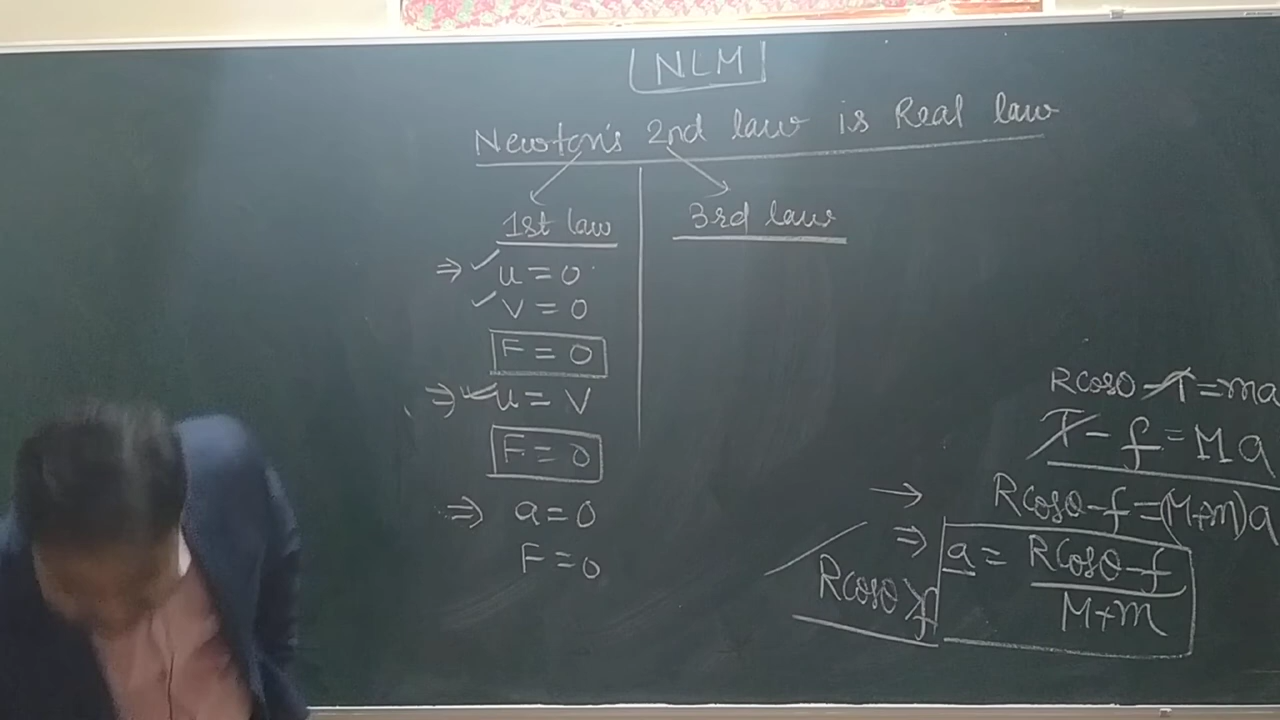 NLM
Newton's 2nd law is Real law
1st law
⇒ ✓ u = 0
✓ v = 0
F = 0
⇒ ✓ u = v
F = 0
⇒ a = 0
F = 0
3rd law
Rcosθ - T = ma
T - f = Ma
→ Rcosθ - f = (M+m)a
⇒ a = Rcosθ - f
M+m
Rcosθ > f